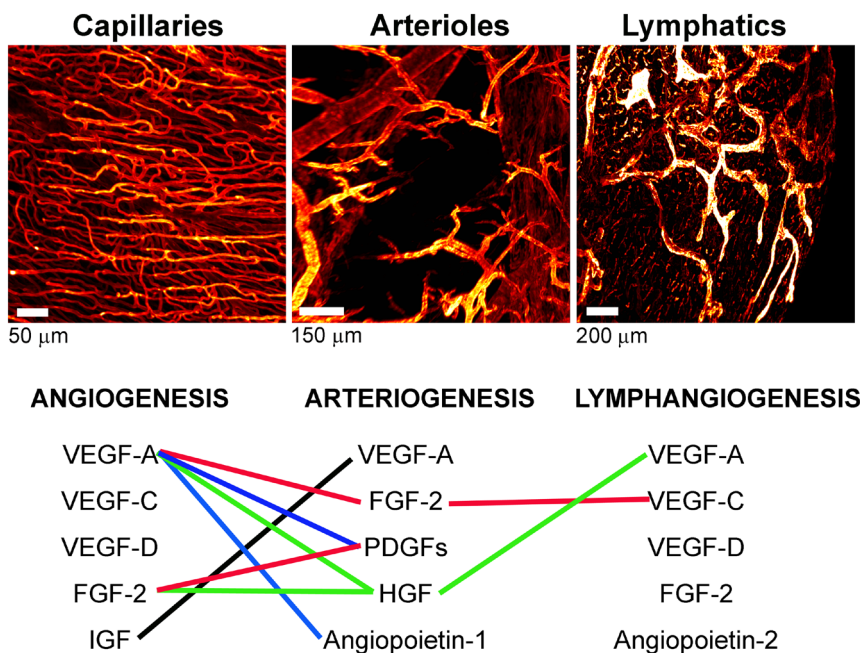 Capillaries Arterioles Lymphatics
50 μm 150 μm 200 μm
ANGIOGENESIS ARTERIOGENESIS LYMPHANGIOGENESIS
VEGF-A VEGF-A VEGF-A
VEGF-C FGF-2 VEGF-C
VEGF-D PDGFs VEGF-D
FGF-2 HGF FGF-2
IGF Angiopoietin-1 Angiopoietin-2